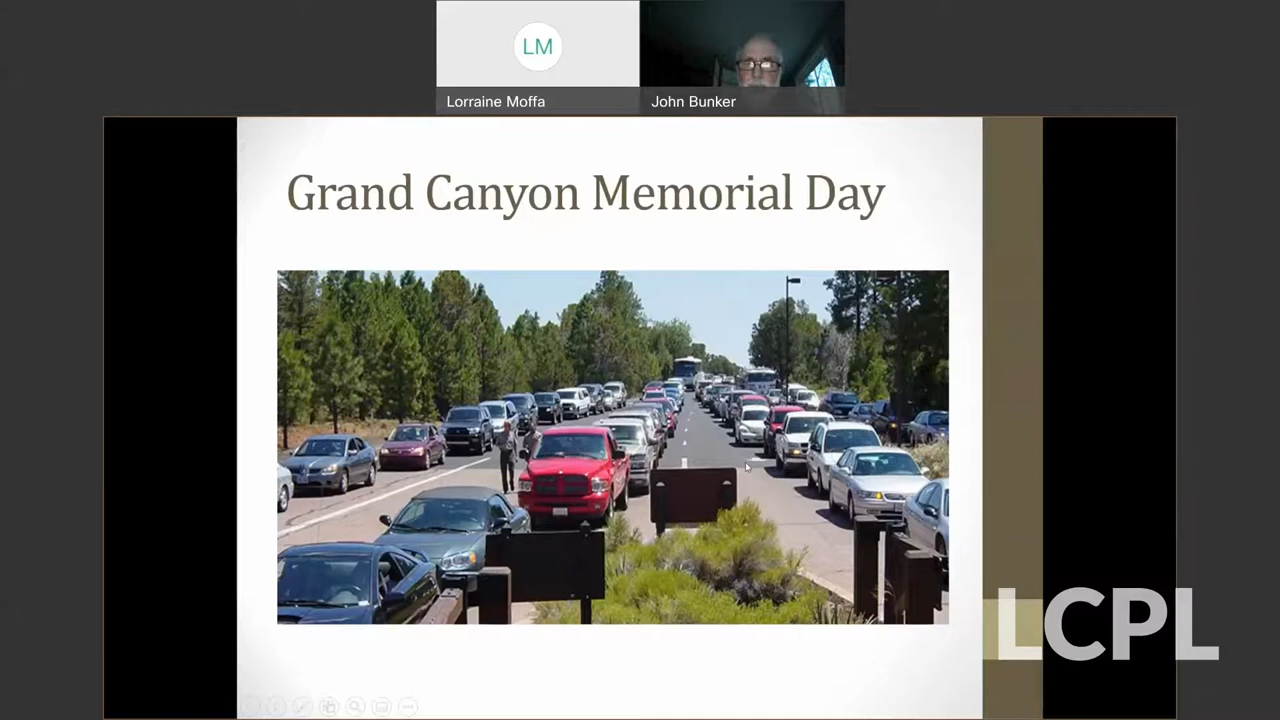 LM
Lorraine Moffa
John Bunker
Grand Canyon Memorial Day
LCPL